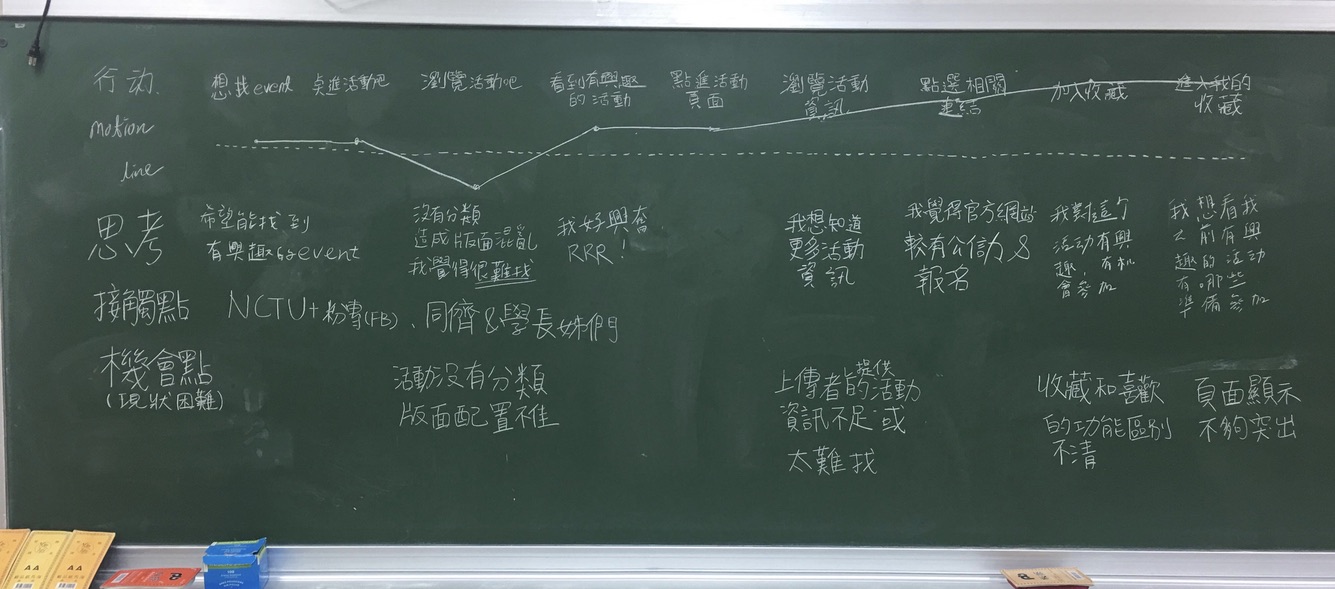 行动
想找event
点進活動吧
瀏覽活動吧
看到有興趣
的活動
點進活動
頁面
瀏覽活動
資訊
點選相關
連結
加入收藏
進入我的
收藏
motion
line
思考
希望能找到
有興趣的event
沒有分類
造成版面混亂
我覺得很難找
我好興奮
RRR!
我想知道
更多活動
資訊
我覺得官方網站
較有公信力&
報名
我對這个
活动有興
趣,有机
會參加
我想看我
之前有興
趣的活动
有哪些
準備參加
接觸點
NCTU+粉專(FB)、同儕&學長姊們
機會點
(現狀困難)
活動沒有分類
版面配置不佳
上傳者提供的活動
資訊不足或
太難找
收藏和喜歡
的功能區別
不清
頁面顯示
不夠突出
AA
AA